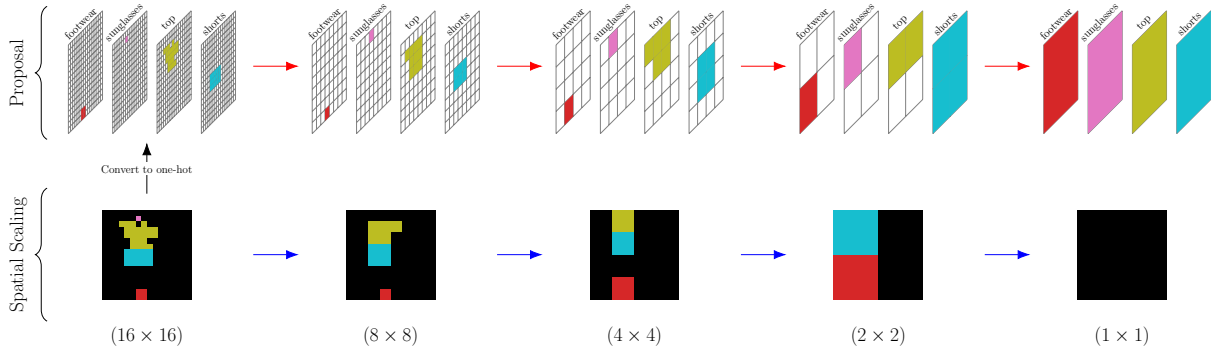 Proposal
footwear
sunglasses
top
shorts
footwear
sunglasses
top
shorts
footwear
sunglasses
top
shorts
footwear
sunglasses
top
shorts
footwear
sunglasses
top
shorts
Convert to one-hot
Spatial Scaling
(16 × 16)
(8 × 8)
(4 × 4)
(2 × 2)
(1 × 1)